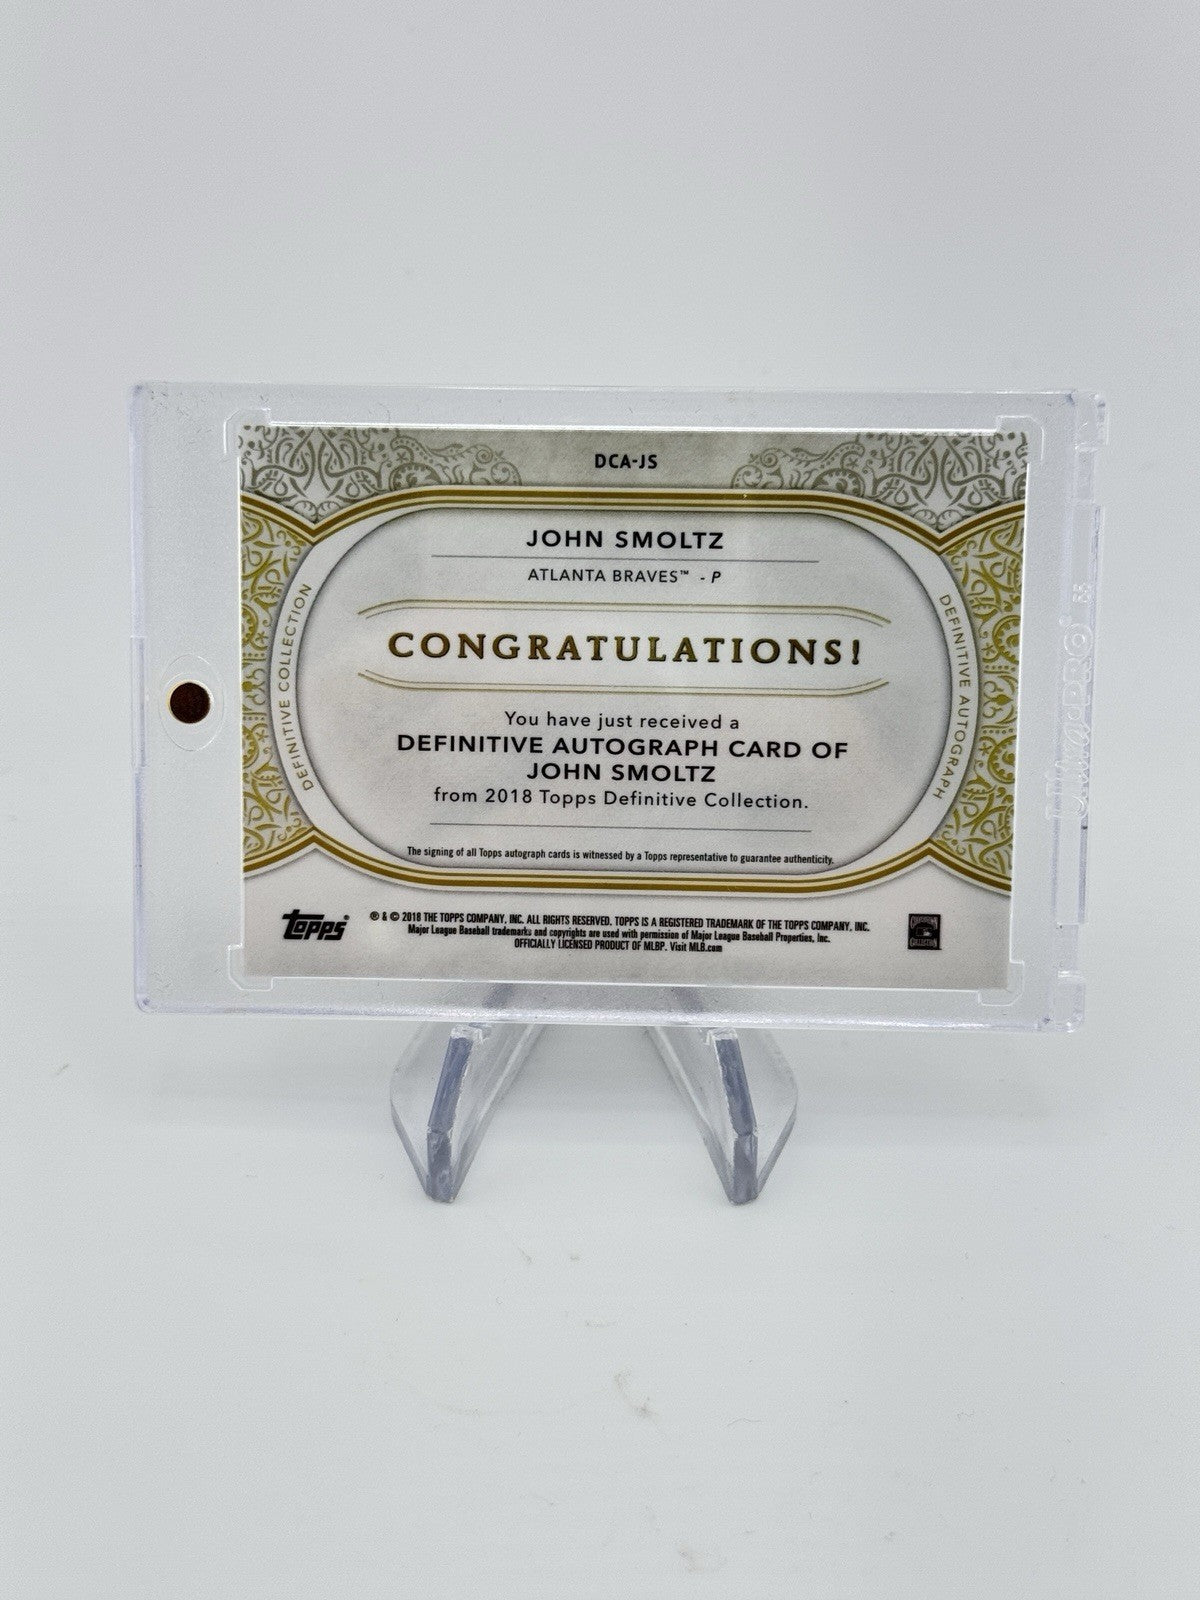 DCA-JS
JOHN SMOLTZ
ATLANTA BRAVES™ - P
CONGRATULATIONS!
You have just received a
DEFINITIVE AUTOGRAPH CARD OF
JOHN SMOLTZ
from 2018 Topps Definitive Collection.
The signing of all Topps autograph cards is witnessed by a Topps representative to guarantee authenticity.
DEFINITIVE COLLECTION
DEFINITIVE AUTOGRAPH
topps®
® & © 2018 THE TOPPS COMPANY, INC. ALL RIGHTS RESERVED. TOPPS IS A REGISTERED TRADEMARK OF THE TOPPS COMPANY, INC.
Major League Baseball trademarks and copyrights are used with permission of Major League Baseball Properties, Inc.
OFFICIALLY LICENSED PRODUCT OF MLBP. Visit MLB.com
COOPERSTOWN
COLLECTION
Ultra·PRO®